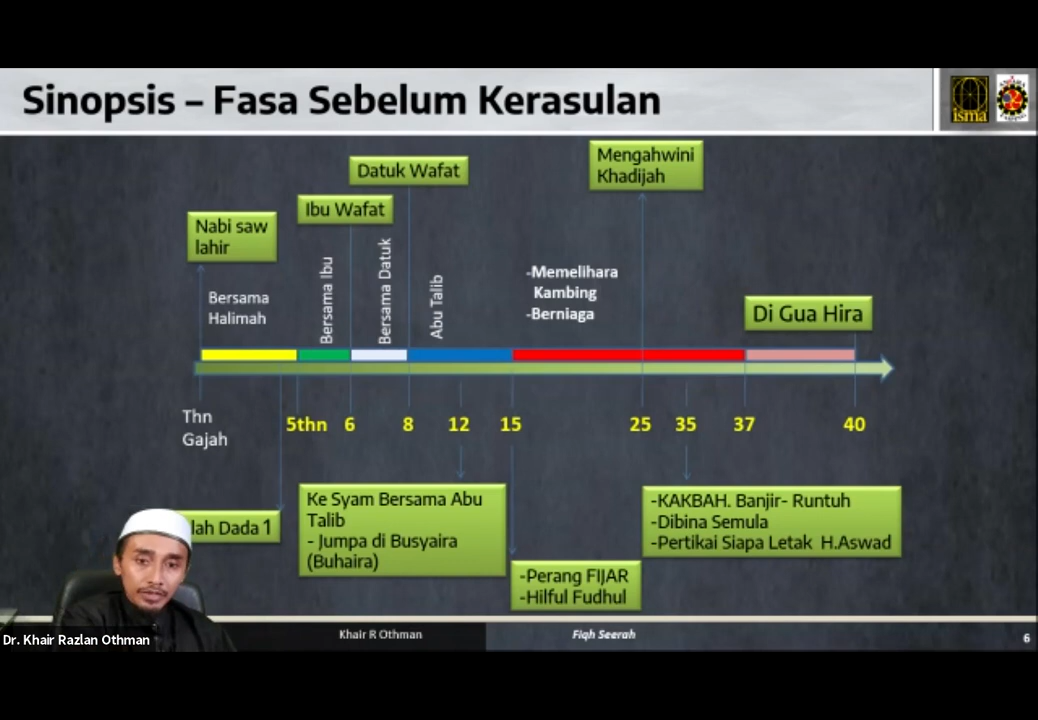 Sinopsis – Fasa Sebelum Kerasulan
isma
Datuk Wafat
Mengahwini
Khadijah
Ibu Wafat
Nabi saw
lahir
Bersama
Halimah
Bersama Ibu
Bersama Datuk
Abu Talib
-Memelihara
Kambing
-Berniaga
Di Gua Hira
Thn
Gajah
5thn 6 8 12 15 25 35 37 40
lah Dada 1
Ke Syam Bersama Abu
Talib
- Jumpa di Busyaira
(Buhaira)
-KAKBAH. Banjir- Runtuh
-Dibina Semula
-Pertikai Siapa Letak H.Aswad
-Perang FIJAR
-Hilful Fudhul
Dr. Khair Razlan Othman
Khair R Othman
Fiqh Seerah
6